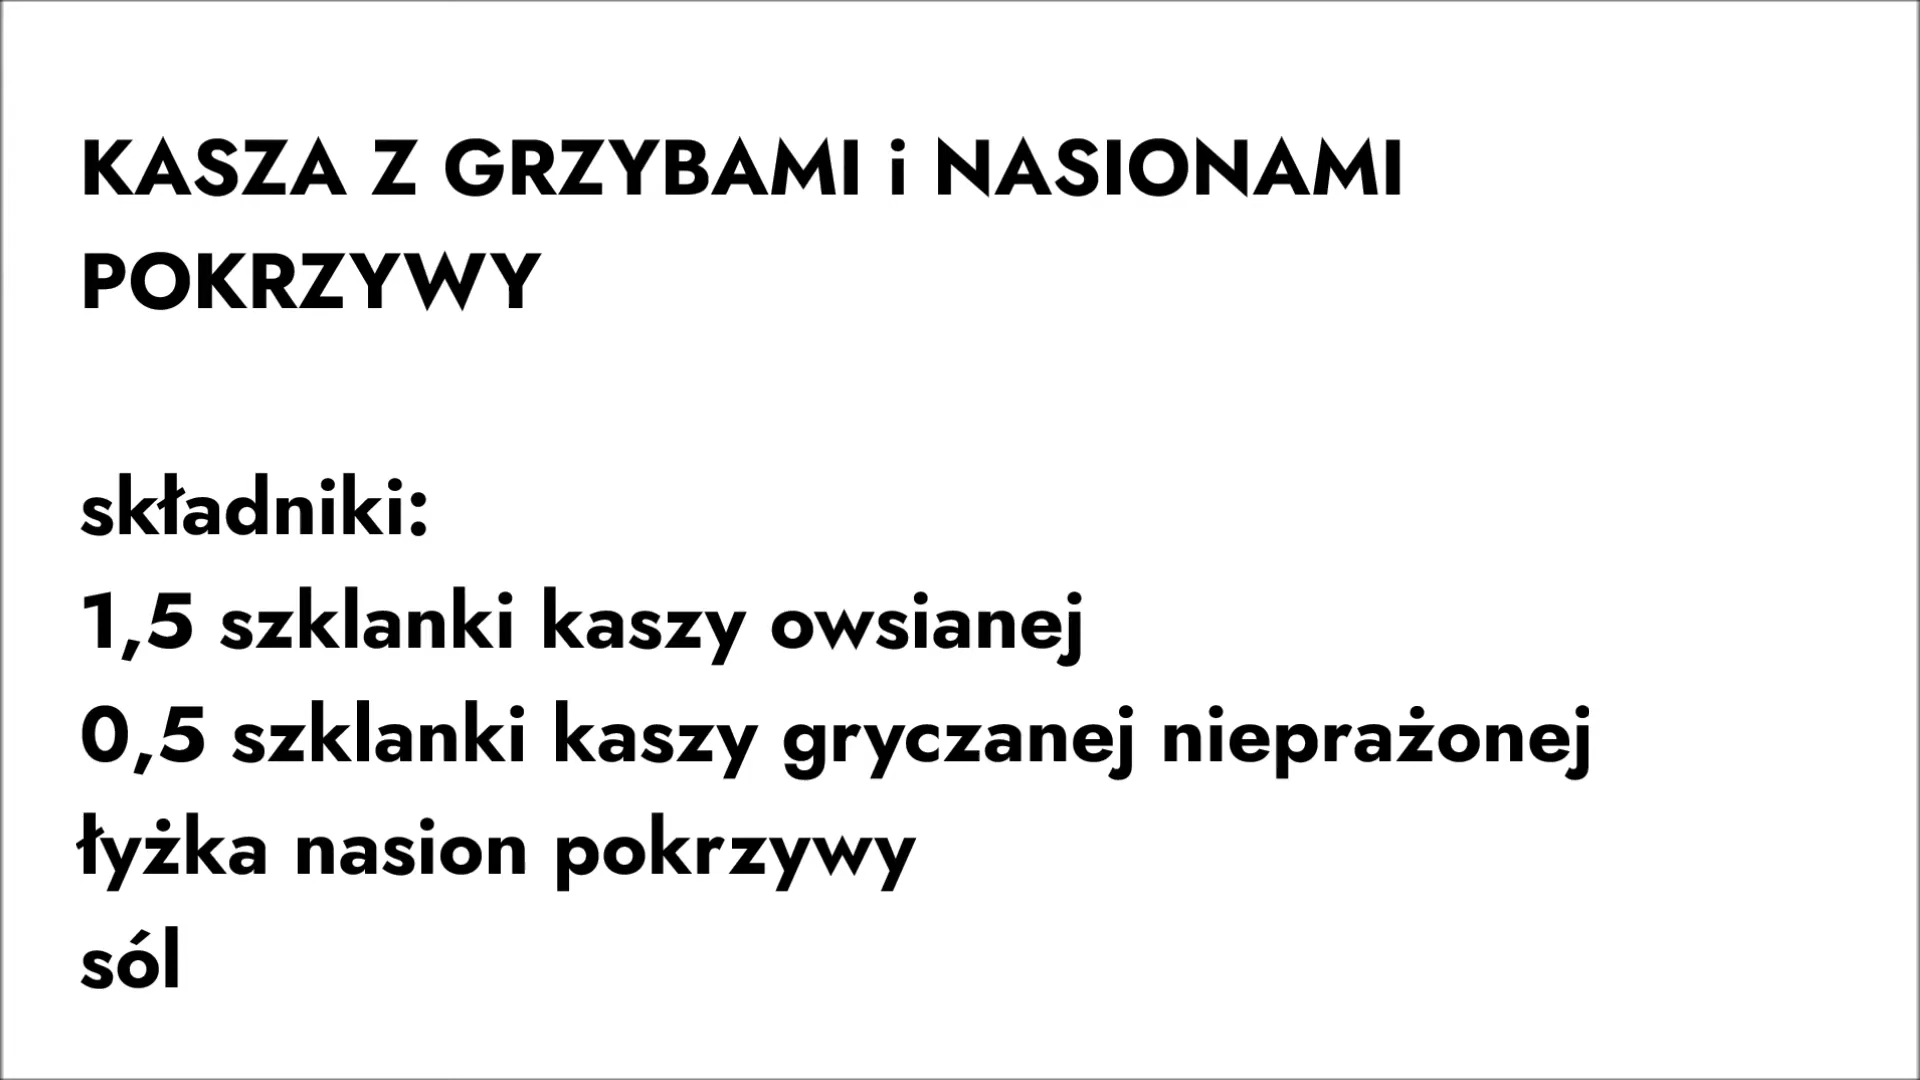 KASZA Z GRZYBAMI i NASIONAMI
POKRZYWY
składniki:
1,5 szklanki kaszy owsianej
0,5 szklanki kaszy gryczanej nieprażonej
łyżka nasion pokrzywy
sól